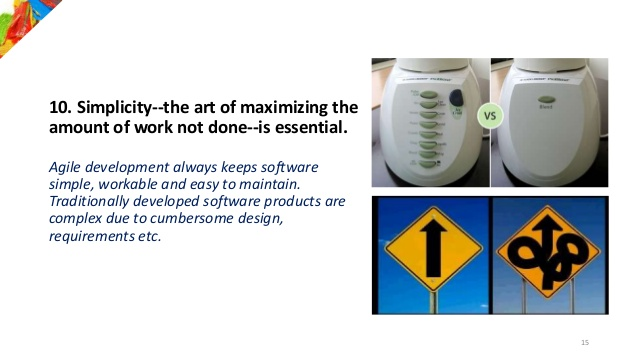 10. Simplicity--the art of maximizing the
amount of work not done--is essential.
Agile development always keeps software
simple, workable and easy to maintain.
Traditionally developed software products are
complex due to cumbersome design,
requirements etc.
VS
Blend
15